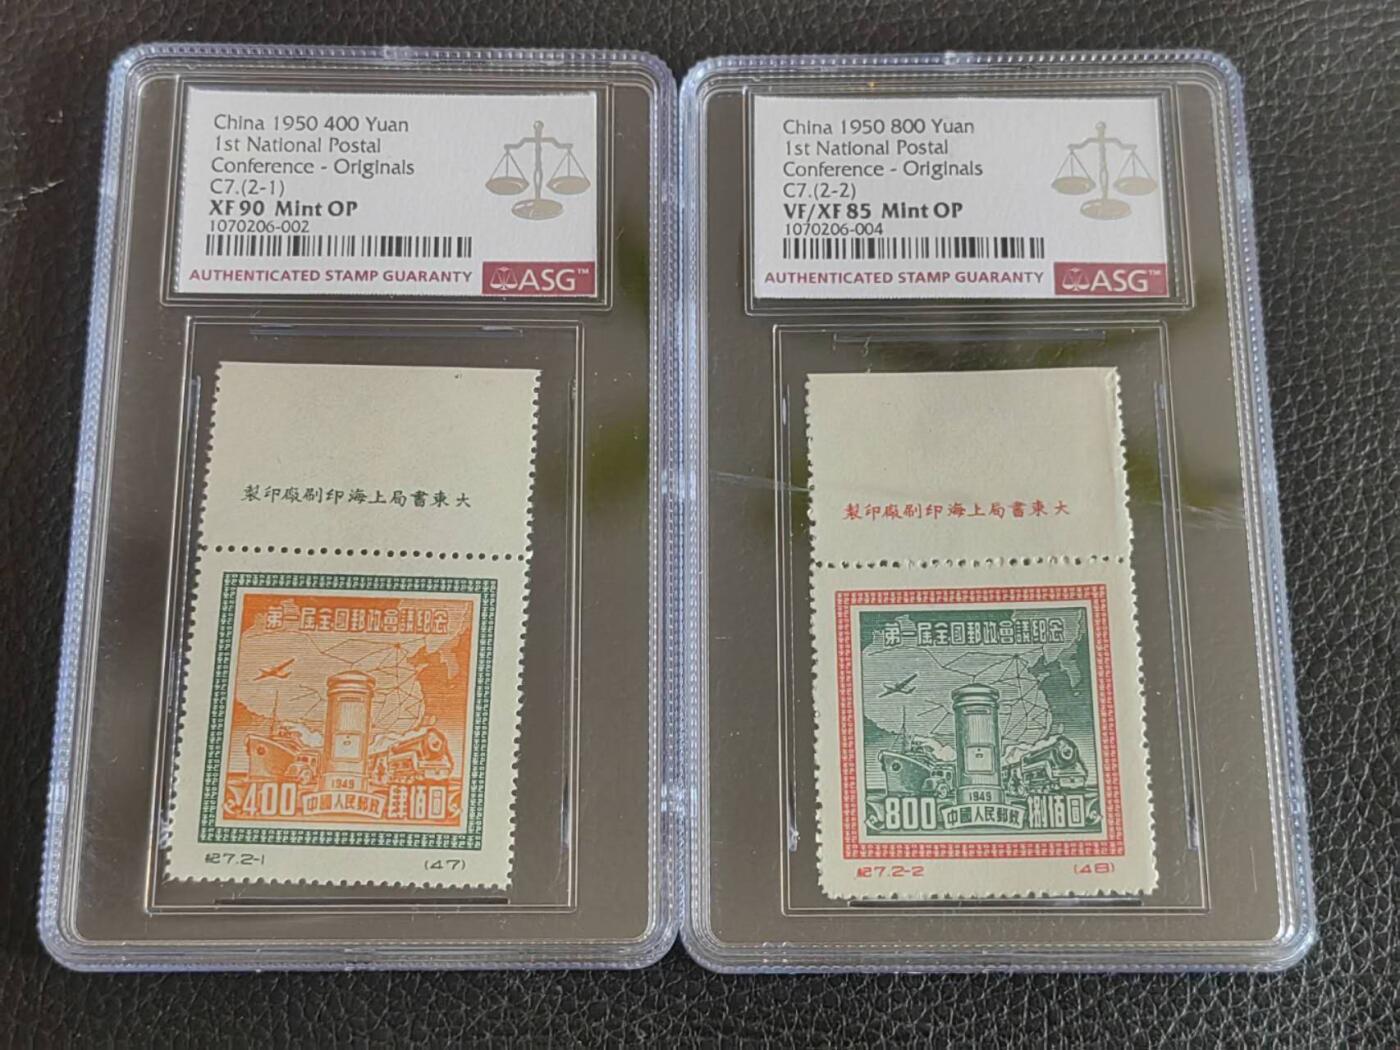 China 1950 400 Yuan
1st National Postal
Conference - Originals
C7.(2-1)
XF 90 Mint OP
1070206-002
AUTHENTICATED STAMP GUARANTY ASG™
製印廠刷印海上局書東大
第一届全國郵政會議紀念
1949
400 中國人民郵政 肆佰圓
紀7.2-1 (47)
China 1950 800 Yuan
1st National Postal
Conference - Originals
C7.(2-2)
VF/XF 85 Mint OP
1070206-004
AUTHENTICATED STAMP GUARANTY ASG™
製印廠刷印海上局書東大
第一届全國郵政會議紀念
1949
800 中國人民郵政 捌佰圓
紀7.2-2 (48)